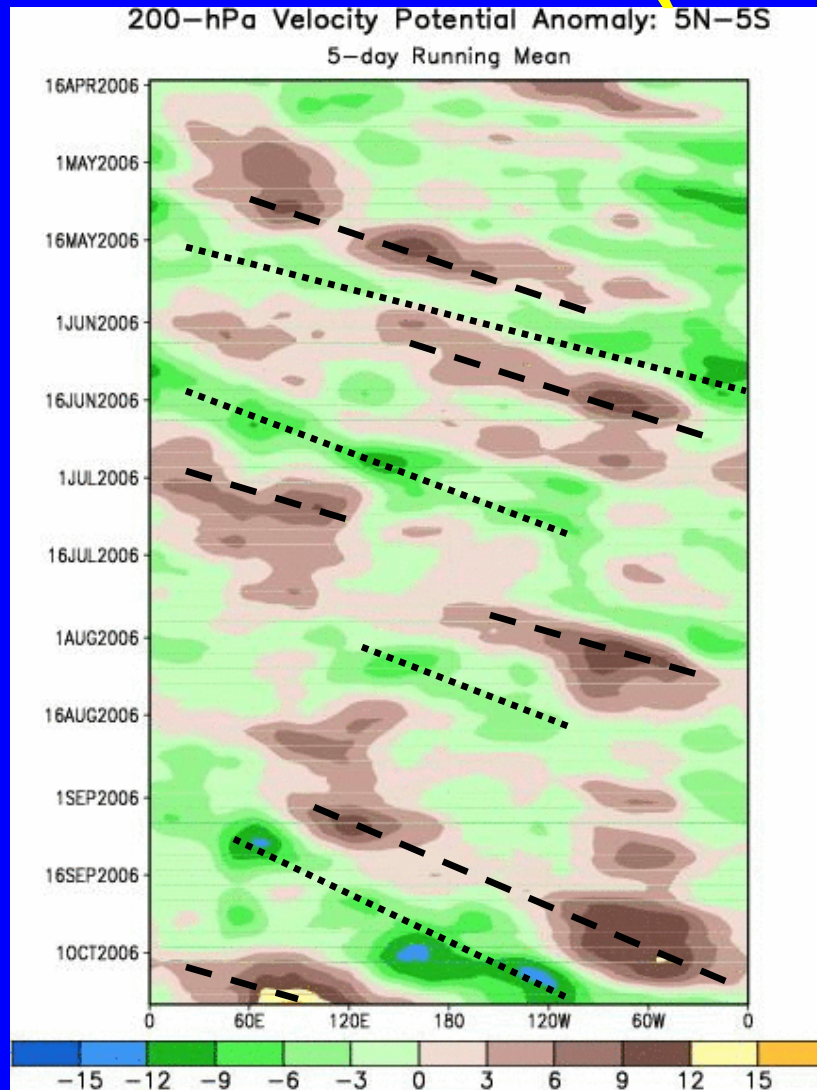 200-hPa Velocity Potential Anomaly: 5N-5S
5-day Running Mean
16APR2006
1MAY2006
16MAY2006
1JUN2006
16JUN2006
1JUL2006
16JUL2006
1AUG2006
16AUG2006
1SEP2006
16SEP2006
1OCT2006
0 60E 120E 180 120W 60W 0
-15 -12 -9 -6 -3 0 3 6 9 12 15